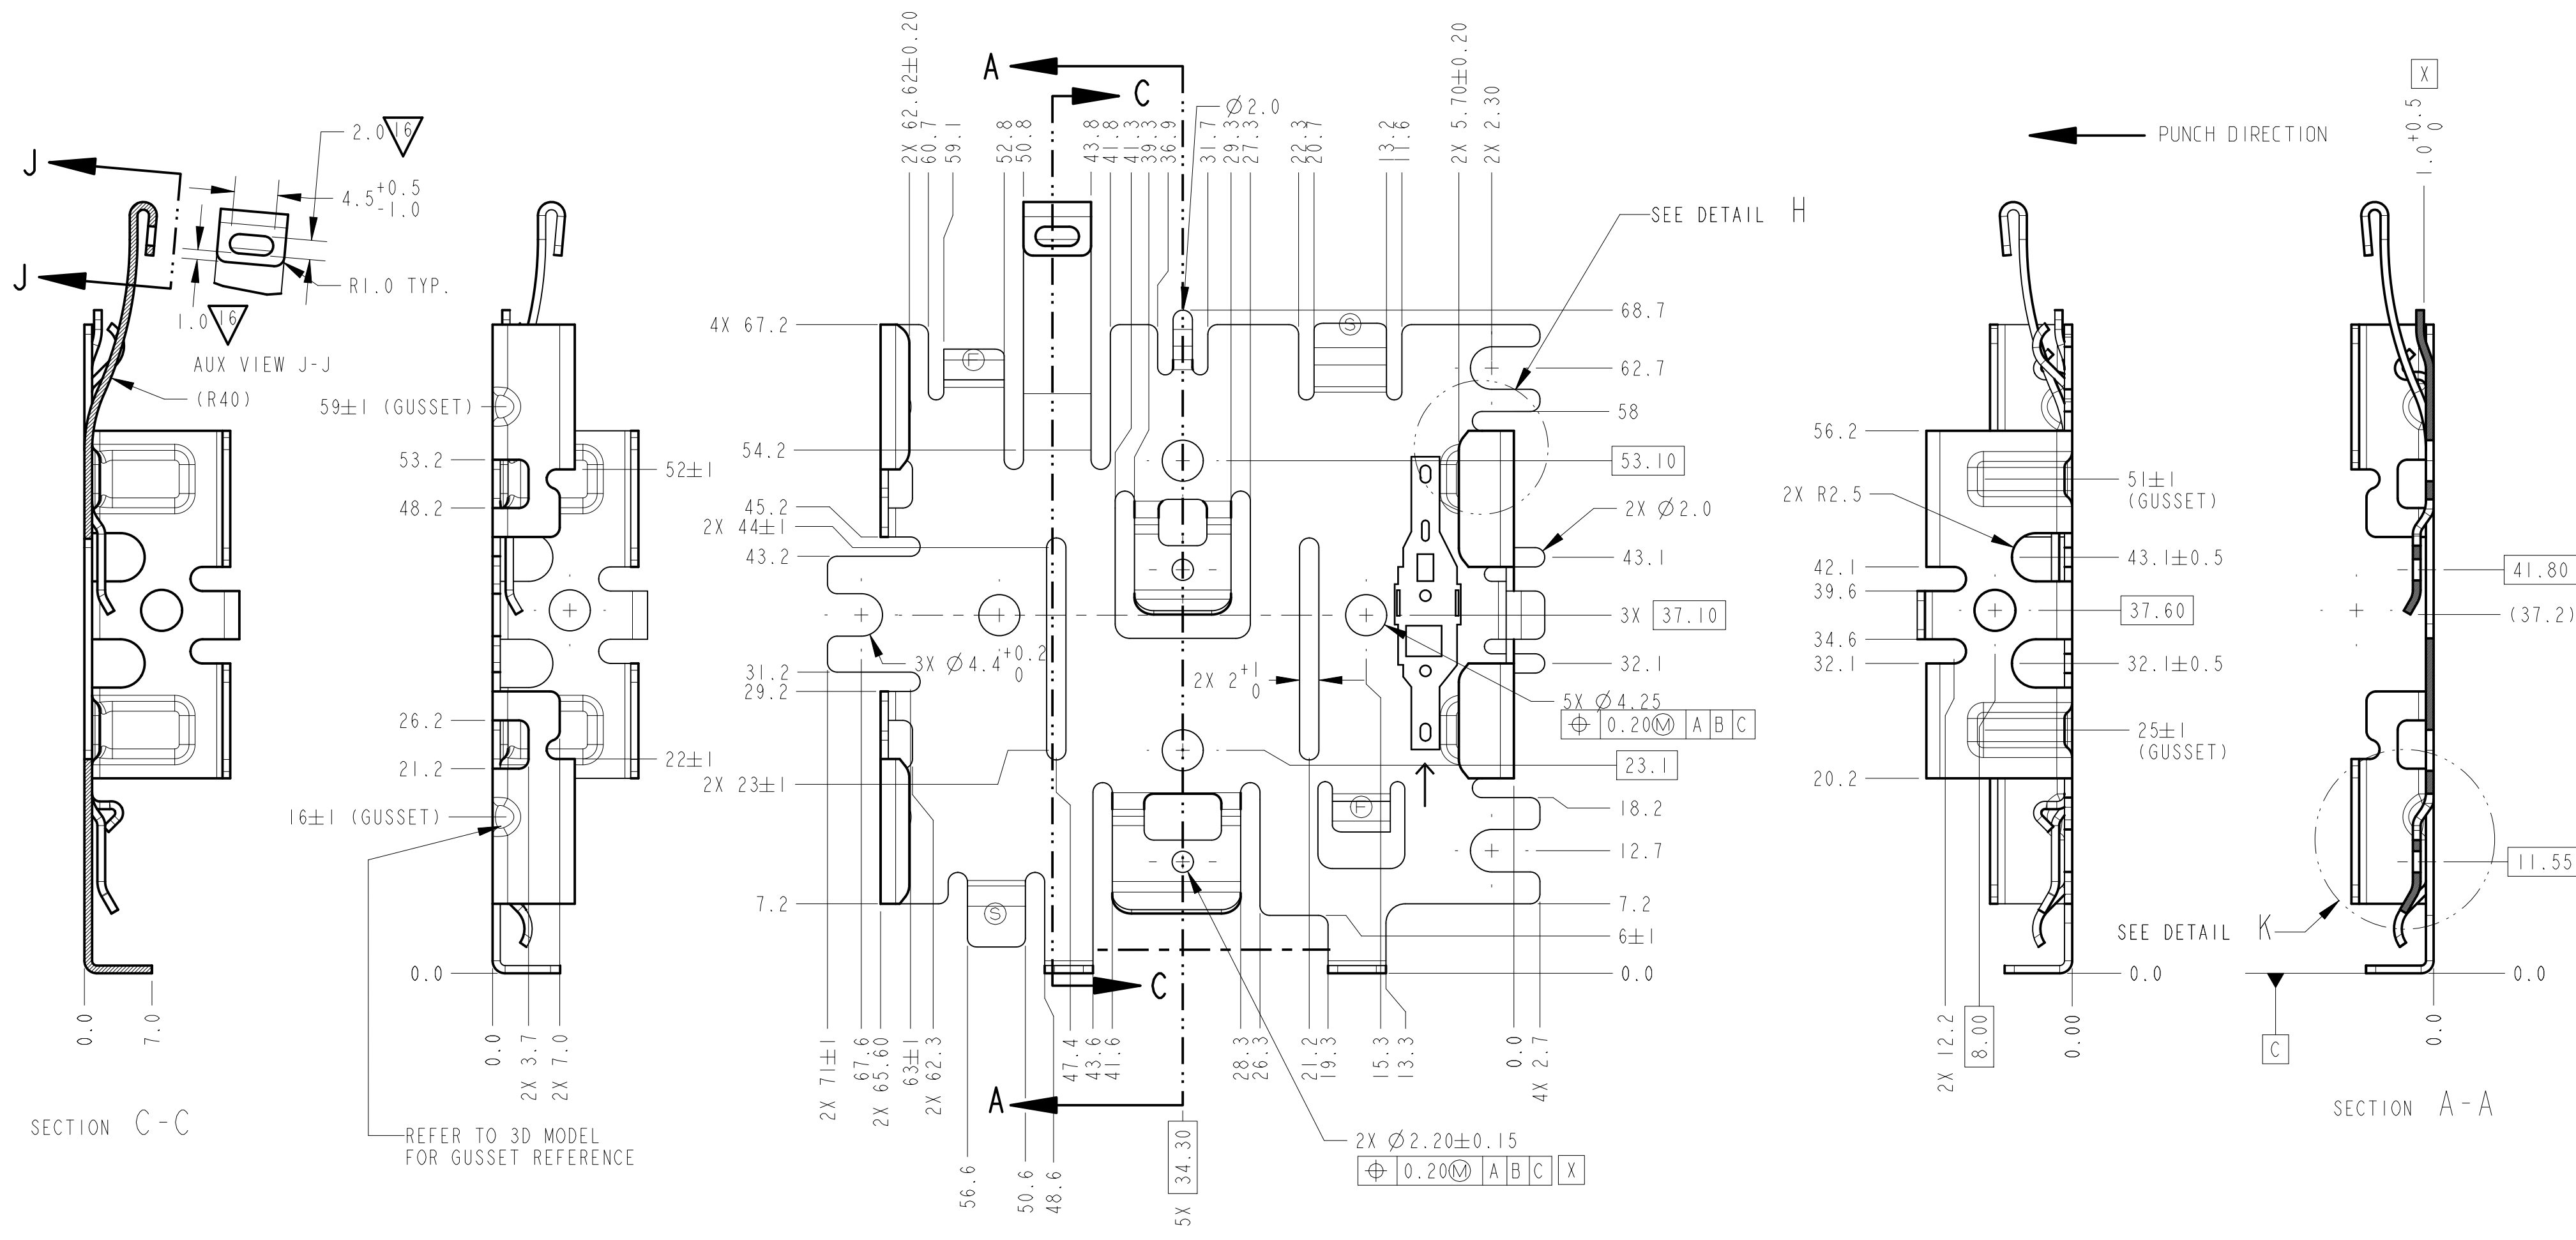 J
J
2.0 16
4.5 +0.5 -1.0
R1.0 TYP.
1.0 16
AUX VIEW J-J
(R40)
0.0
7.0
SECTION C-C
59±1 (GUSSET)
53.2
48.2
52±1
26.2
21.2
22±1
16±1 (GUSSET)
0.0
0.0
2X 3.7
2X 7.0
REFER TO 3D MODEL
FOR GUSSET REFERENCE
A
C
2X 62.62±0.20
60.7
59.1
52.8
50.8
43.8
41.8
41.3
39.3
36.9
Ø2.0
31.7
29.3
27.3
22.3
20.7
13.2
11.6
2X 5.70±0.20
2X 2.30
SEE DETAIL H
4X 67.2
54.2
45.2
2X 44±1
43.2
31.2
29.2
2X 23±1
7.2
F
S
F
S
3X Ø4.4 +0.2 0
2X 2 +1 0
68.7
62.7
58
53.10
2X Ø2.0
43.1
3X 37.10
32.1
5X Ø4.25
⌖ 0.20Ⓜ A B C
23.1
18.2
12.7
7.2
6±1
0.0
C
A
2X 71±1
67.6
2X 65.60
63±1
2X 62.3
56.6
50.6
48.6
47.4
43.6
41.6
5X 34.30
28.3
26.3
21.2
19.3
15.3
13.3
0.0
4X 2.7
2X Ø2.20±0.15
⌖ 0.20Ⓜ A B C X
PUNCH DIRECTION
56.2
2X R2.5
42.1
39.6
34.6
32.1
20.2
51±1
(GUSSET)
43.1±0.5
37.60
32.1±0.5
25±1
(GUSSET)
0.0
2X 12.2
8.00
0.00
X
1.0 +0.5 0
41.80
(37.2)
11.55
SEE DETAIL K
0.0
C
0.0
SECTION A-A